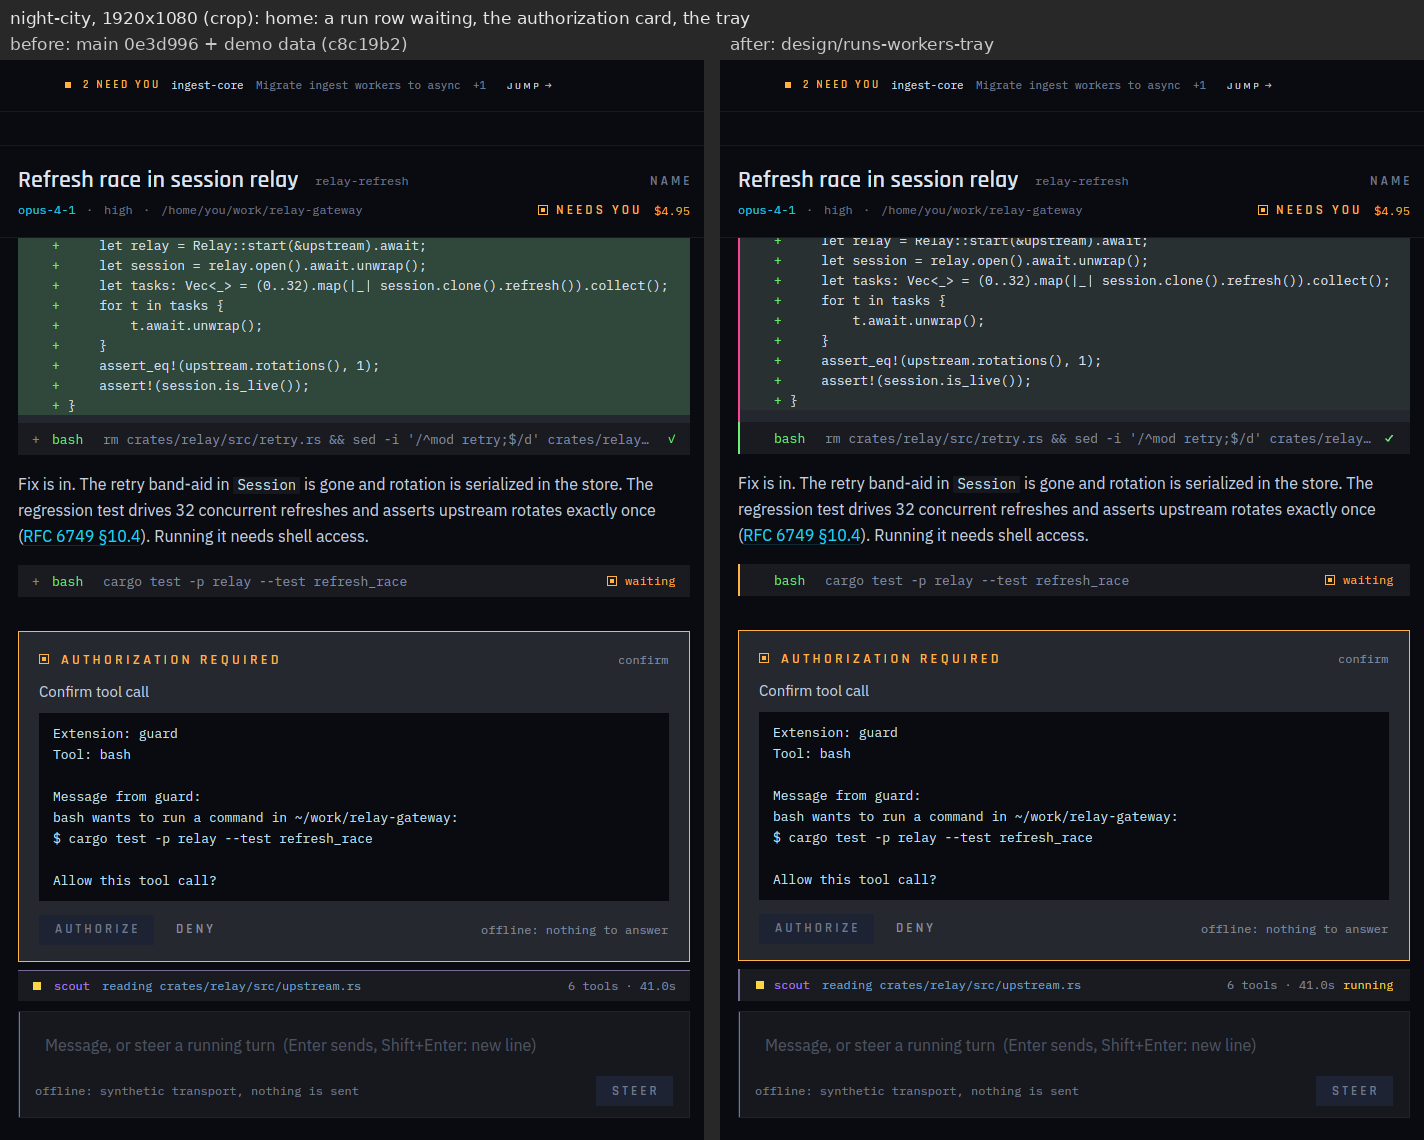 night-city, 1920x1080 (crop): home: a run row waiting, the authorization card, the tray
before: main 0e3d996 + demo data (c8c19b2)
2 NEED YOU ingest-core Migrate ingest workers to async +1 JUMP →
Refresh race in session relay relay-refresh NAME
opus-4-1 · high · /home/you/work/relay-gateway NEEDS YOU $4.95
+ let relay = Relay::start(&upstream).await;
+ let session = relay.open().await.unwrap();
+ let tasks: Vec<_> = (0..32).map(|_| session.clone().refresh()).collect();
+ for t in tasks {
+ t.await.unwrap();
+ }
+ assert_eq!(upstream.rotations(), 1);
+ assert!(session.is_live());
+ }
+ bash rm crates/relay/src/retry.rs && sed -i '/^mod retry;$/d' crates/relay… ✓
Fix is in. The retry band-aid in Session is gone and rotation is serialized in the store. The
regression test drives 32 concurrent refreshes and asserts upstream rotates exactly once
(RFC 6749 §10.4). Running it needs shell access.
+ bash cargo test -p relay --test refresh_race waiting
AUTHORIZATION REQUIRED confirm
Confirm tool call
Extension: guard
Tool: bash
Message from guard:
bash wants to run a command in ~/work/relay-gateway:
$ cargo test -p relay --test refresh_race
Allow this tool call?
AUTHORIZE DENY offline: nothing to answer
scout reading crates/relay/src/upstream.rs 6 tools · 41.0s
Message, or steer a running turn (Enter sends, Shift+Enter: new line)
offline: synthetic transport, nothing is sent STEER
after: design/runs-workers-tray
2 NEED YOU ingest-core Migrate ingest workers to async +1 JUMP →
Refresh race in session relay relay-refresh NAME
opus-4-1 · high · /home/you/work/relay-gateway NEEDS YOU $4.95
+ let relay = Relay::start(&upstream).await;
+ let session = relay.open().await.unwrap();
+ let tasks: Vec<_> = (0..32).map(|_| session.clone().refresh()).collect();
+ for t in tasks {
+ t.await.unwrap();
+ }
+ assert_eq!(upstream.rotations(), 1);
+ assert!(session.is_live());
+ }
bash rm crates/relay/src/retry.rs && sed -i '/^mod retry;$/d' crates/relay… ✓
Fix is in. The retry band-aid in Session is gone and rotation is serialized in the store. The
regression test drives 32 concurrent refreshes and asserts upstream rotates exactly once
(RFC 6749 §10.4). Running it needs shell access.
bash cargo test -p relay --test refresh_race waiting
AUTHORIZATION REQUIRED confirm
Confirm tool call
Extension: guard
Tool: bash
Message from guard:
bash wants to run a command in ~/work/relay-gateway:
$ cargo test -p relay --test refresh_race
Allow this tool call?
AUTHORIZE DENY offline: nothing to answer
scout reading crates/relay/src/upstream.rs 6 tools · 41.0s running
Message, or steer a running turn (Enter sends, Shift+Enter: new line)
offline: synthetic transport, nothing is sent STEER